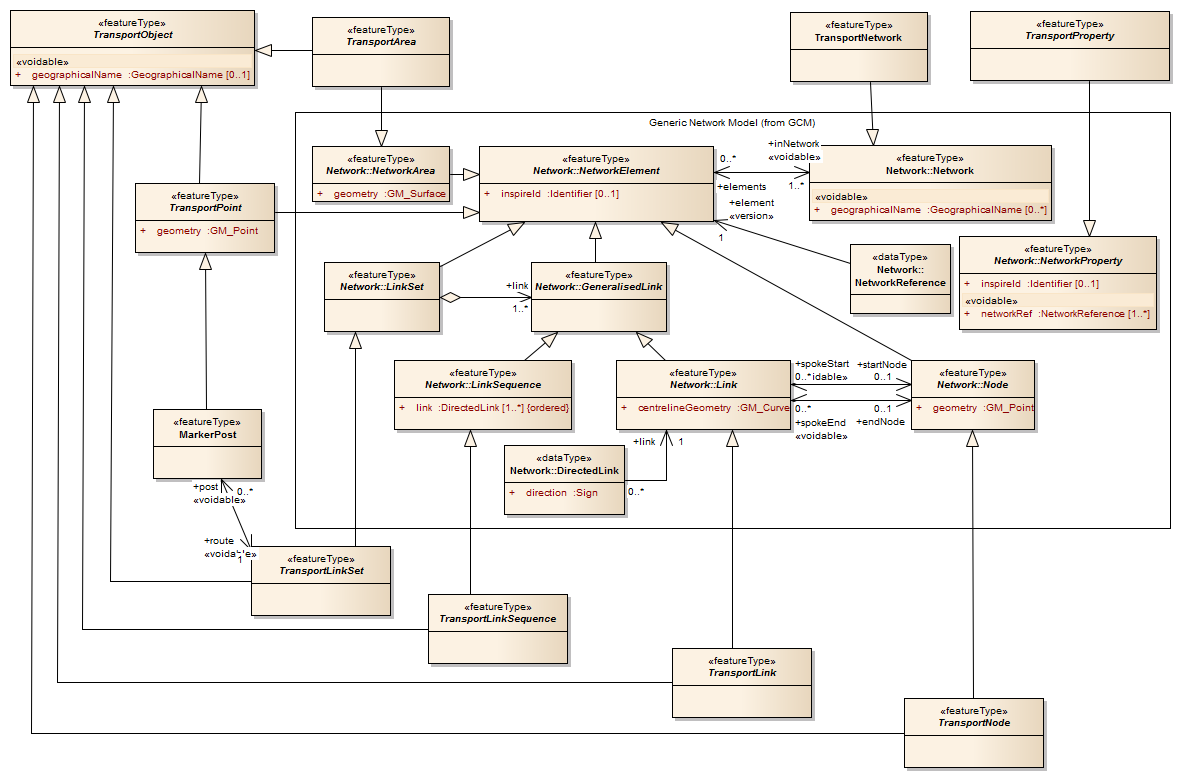 «featureType»
TransportObject
«voidable»
+ geographicalName :GeographicalName [0..1]
«featureType»
TransportArea
«featureType»
TransportNetwork
«featureType»
TransportProperty
Generic Network Model (from GCM)
«featureType»
Network::NetworkArea
+ geometry :GM_Surface
«featureType»
Network::NetworkElement
+ inspireId :Identifier [0..1]
0..*
+elements
+inNetwork
«voidable»
1..*
+element
«version»
1
«featureType»
Network::Network
«voidable»
+ geographicalName :GeographicalName [0..*]
«featureType»
TransportPoint
+ geometry :GM_Point
«dataType»
Network::
NetworkReference
«featureType»
Network::NetworkProperty
+ inspireId :Identifier [0..1]
«voidable»
+ networkRef :NetworkReference [1..*]
«featureType»
Network::LinkSet
+link
1..*
«featureType»
Network::GeneralisedLink
«featureType»
Network::LinkSequence
+ link :DirectedLink [1..*] {ordered}
«featureType»
Network::Link
+ centrelineGeometry :GM_Curve
+spokeStart
0..*idable»
+startNode
0..1
0..*
+spokeEnd
«voidable»
0..1
+endNode
«featureType»
Network::Node
+ geometry :GM_Point
«featureType»
MarkerPost
+link
1
«dataType»
Network::DirectedLink
+ direction :Sign
0..*
+post
«voidable»
0..*
+route
«voidable»
1
«featureType»
TransportLinkSet
«featureType»
TransportLinkSequence
«featureType»
TransportLink
«featureType»
TransportNode